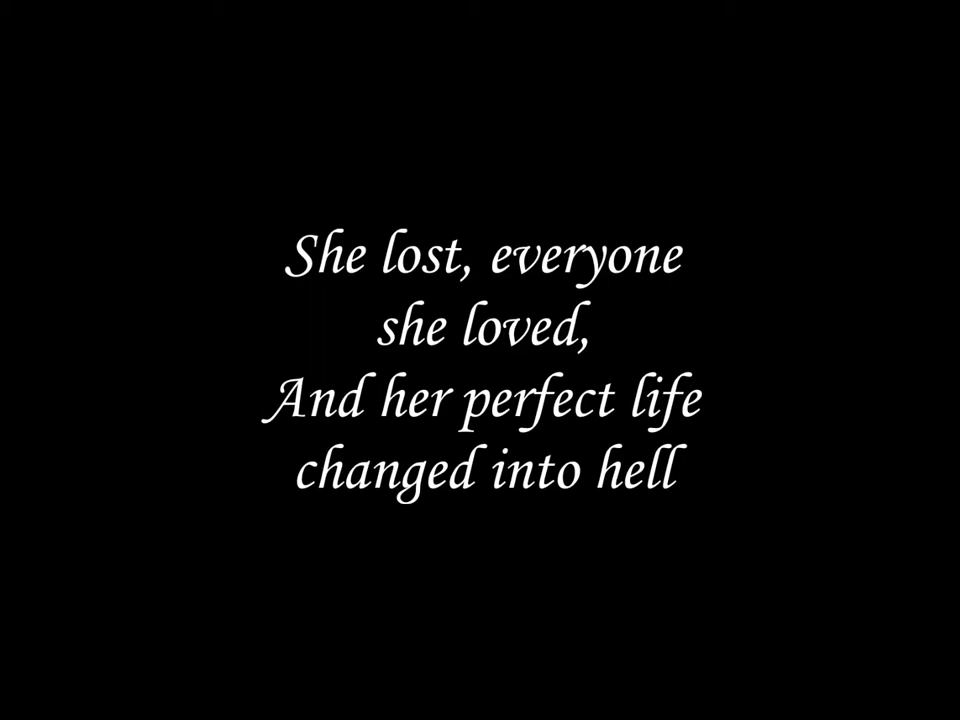 She lost, everyone
she loved,
And her perfect life
changed into hell